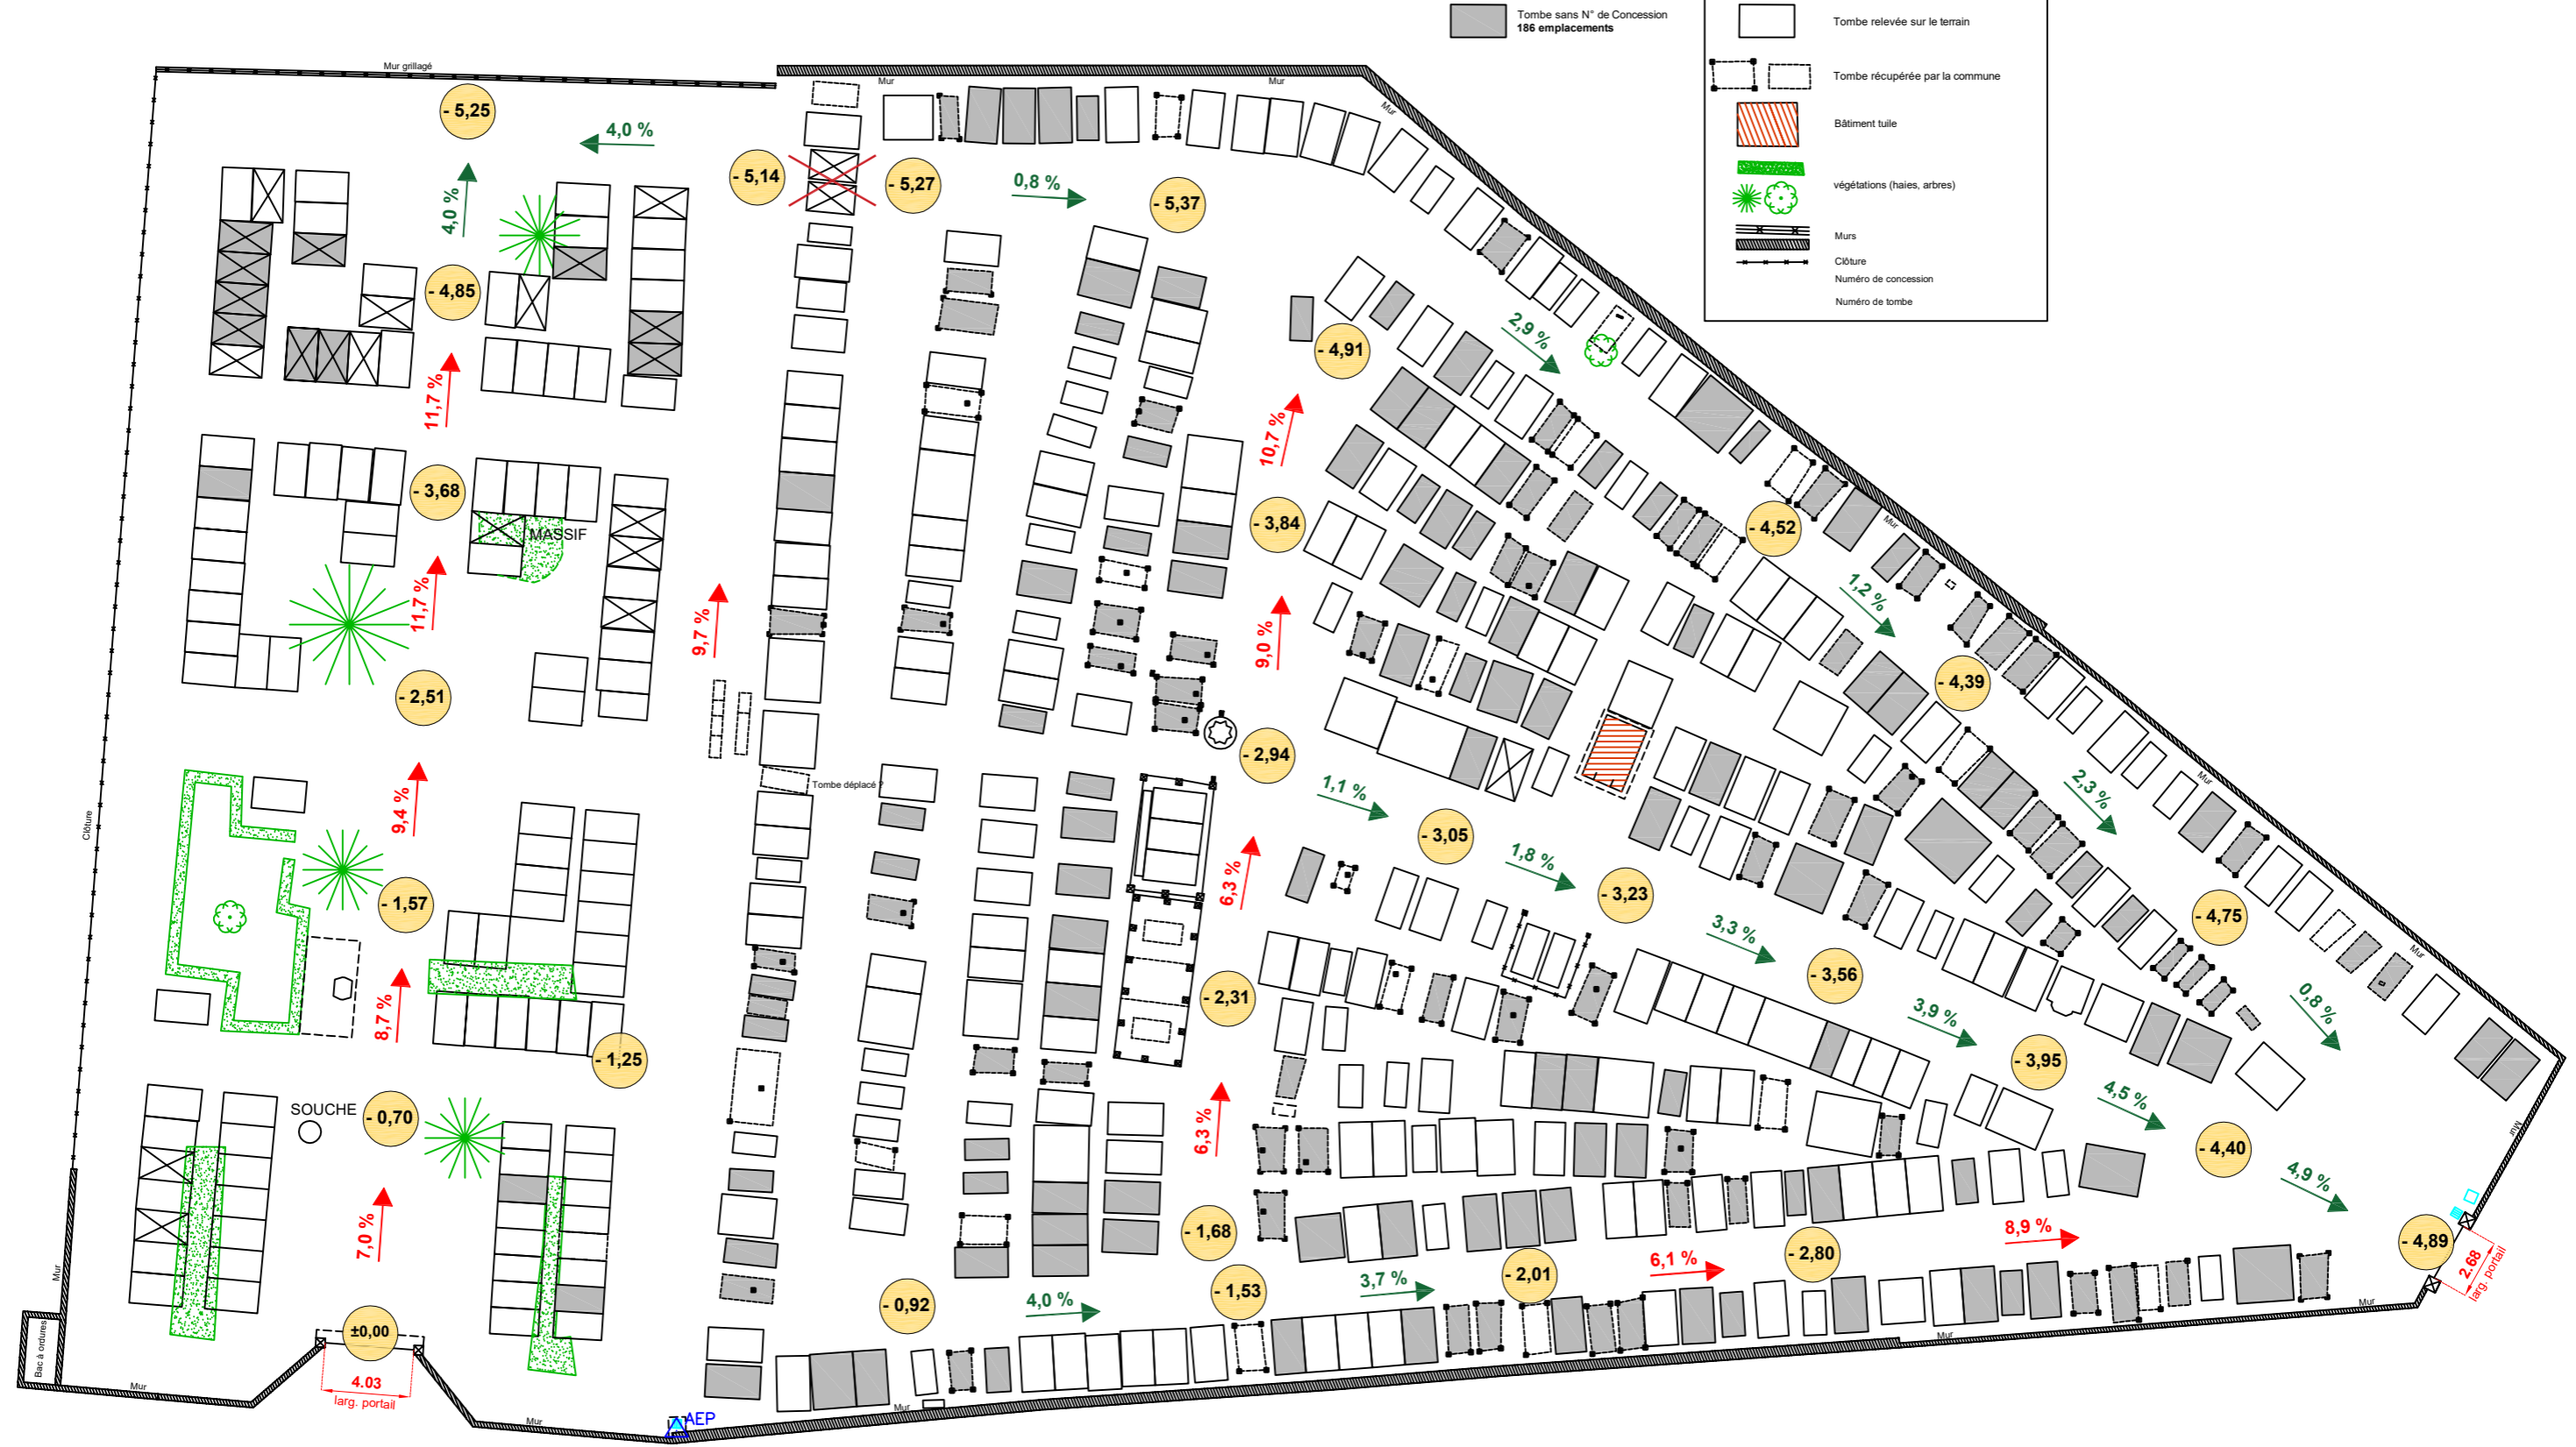 Tombe sans N° de Concession
186 emplacements
Tombe relevée sur le terrain
Tombe récupérée par la commune
Bâtiment tuile
végétations (haies, arbres)
Murs
Clôture
Numéro de concession
Numéro de tombe
Mur grillagé
Mur
Mur
Mur
- 5,25
4,0 %
4,0 %
- 5,14
- 5,27
0,8 %
- 5,37
- 4,85
- 4,91
2,9 %
11,7 %
10,7 %
- 3,68
MASSIF
- 3,84
- 4,52
Mur
11,7 %
9,7 %
9,0 %
1,2 %
- 2,51
- 4,39
- 2,94
Tombe déplacé ?
1,1 %
2,3 %
Mur
Clôture
9,4 %
- 3,05
1,8 %
- 1,57
6,3 %
- 3,23
- 4,75
3,3 %
Mur
8,7 %
- 2,31
- 3,56
0,8 %
- 1,25
3,9 %
- 3,95
SOUCHE
- 0,70
6,3 %
4,5 %
Mur
- 4,40
7,0 %
- 1,68
4,9 %
8,9 %
- 2,80
6,1 %
- 4,89
2.68
larg. portail
Mur
- 0,92
4,0 %
- 1,53
3,7 %
- 2,01
±0,00
Bac à ordures
4.03
larg. portail
Mur
Mur
Mur
Mur
Mur
AEP